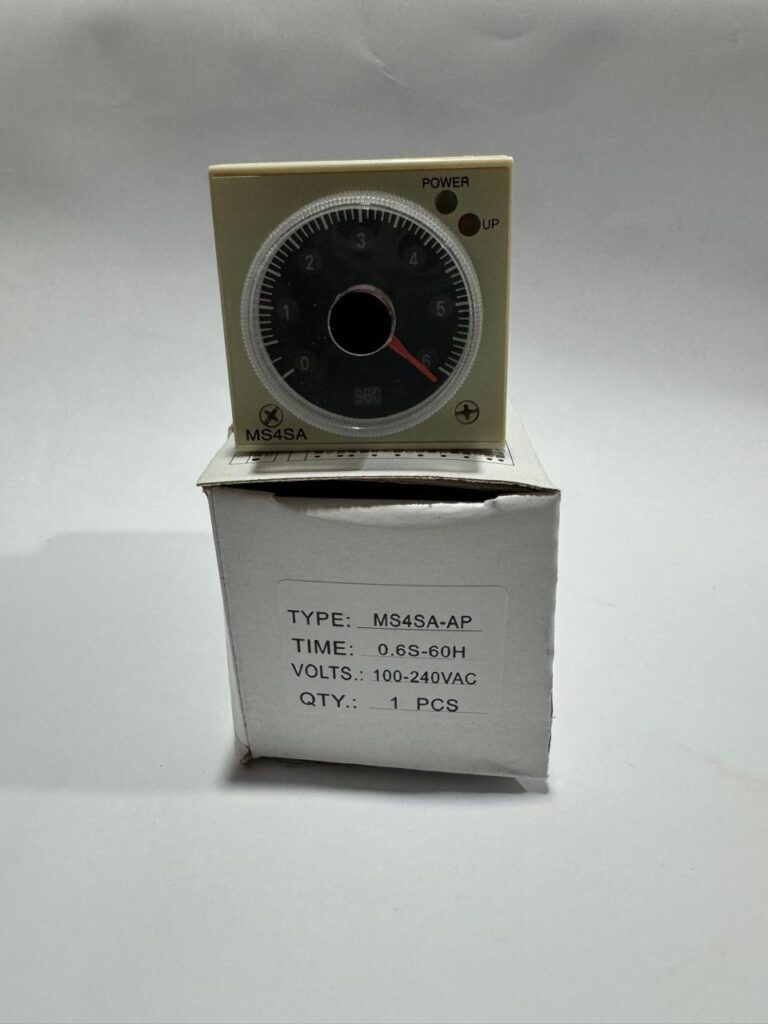 POWER
UP
0 1 2 3 4 5 6
sec
MS4SA
TYPE: MS4SA-AP
TIME: 0.6S-60H
VOLTS.: 100-240VAC
QTY.: 1 PCS